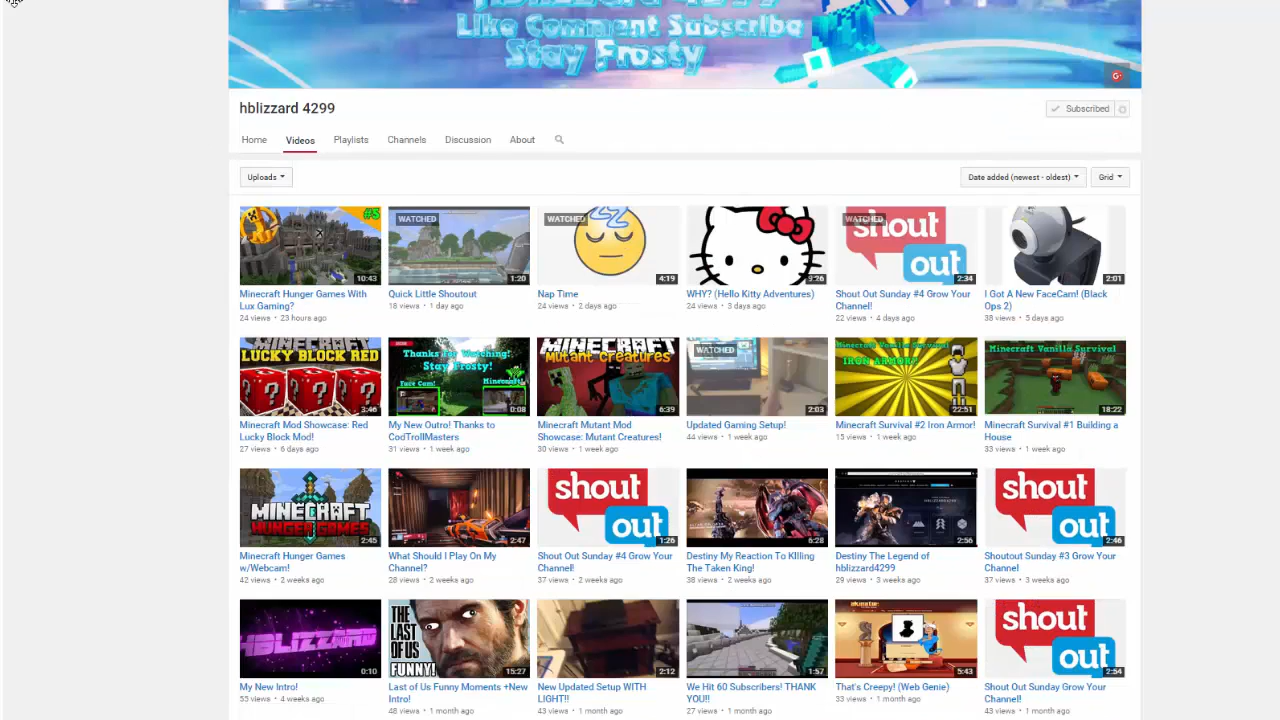 Like Comment Subscribe
Stay Frosty
hblizzard 4299
Subscribed
Home Videos Playlists Channels Discussion About
Uploads Date added (newest - oldest) Grid
#5 WATCHED WATCHED WATCHED shout out
10:43 1:20 4:19 9:26 2:34 2:01
Minecraft Hunger Games With Lux Gaming? Quick Little Shoutout Nap Time WHY? (Hello Kitty Adventures) Shout Out Sunday #4 Grow Your Channel! I Got A New FaceCam! (Black Ops 2)
24 views • 23 hours ago 18 views • 1 day ago 24 views • 2 days ago 24 views • 3 days ago 22 views • 4 days ago 38 views • 5 days ago
MINECRAFT LUCKY BLOCK RED Thanks for Watching! Stay Frosty! Face Cam! Minecraft! MINECRAFT MUTANT CREATURES WATCHED Minecraft Vanilla Survival IRON ARMOR! Minecraft Vanilla Survival
3:46 0:08 6:39 2:03 22:51 18:22
Minecraft Mod Showcase: Red Lucky Block Mod! My New Outro! Thanks to CodTrollMasters Minecraft Mutant Mod Showcase: Mutant Creatures! Updated Gaming Setup! Minecraft Survival #2 Iron Armor! Minecraft Survival #1 Building a House
27 views • 6 days ago 31 views • 1 week ago 30 views • 1 week ago 44 views • 1 week ago 15 views • 1 week ago 33 views • 1 week ago
MINECRAFT HUNGER GAMES shout out shout out
2:45 2:47 1:26 6:28 2:56 2:46
Minecraft Hunger Games w/Webcam! What Should I Play On My Channel? Shout Out Sunday #4 Grow Your Channel! Destiny My Reaction To KIlling The Taken King! Destiny The Legend of hblizzard4299 Shoutout Sunday #3 Grow Your Channel
42 views • 2 weeks ago 28 views • 2 weeks ago 37 views • 2 weeks ago 38 views • 2 weeks ago 29 views • 3 weeks ago 37 views • 3 weeks ago
HBLIZZARD THE LAST OF US FUNNY! shout out
0:10 15:27 2:12 1:57 5:43 2:54
My New Intro! Last of Us Funny Moments +New Intro! New Updated Setup WITH LIGHT!! We Hit 60 Subscribers! THANK YOU!! That's Creepy! (Web Genie) Shout Out Sunday Grow Your Channel!
53 views • 4 weeks ago 48 views • 1 month ago 43 views • 1 month ago 27 views • 1 month ago 33 views • 1 month ago 43 views • 1 month ago